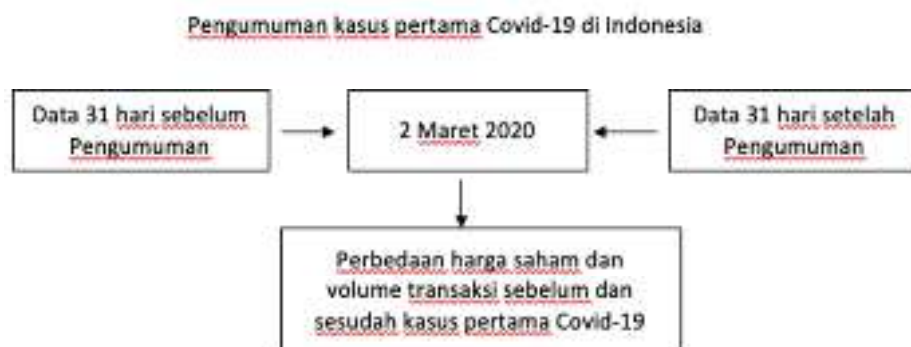 Pengumuman kasus pertama Covid-19 di Indonesia
Data 31 hari sebelum
Pengumuman
2 Maret 2020
Data 31 hari setelah
Pengumuman
Perbedaan harga saham dan
volume transaksi sebelum dan
sesudah kasus pertama Covid-19